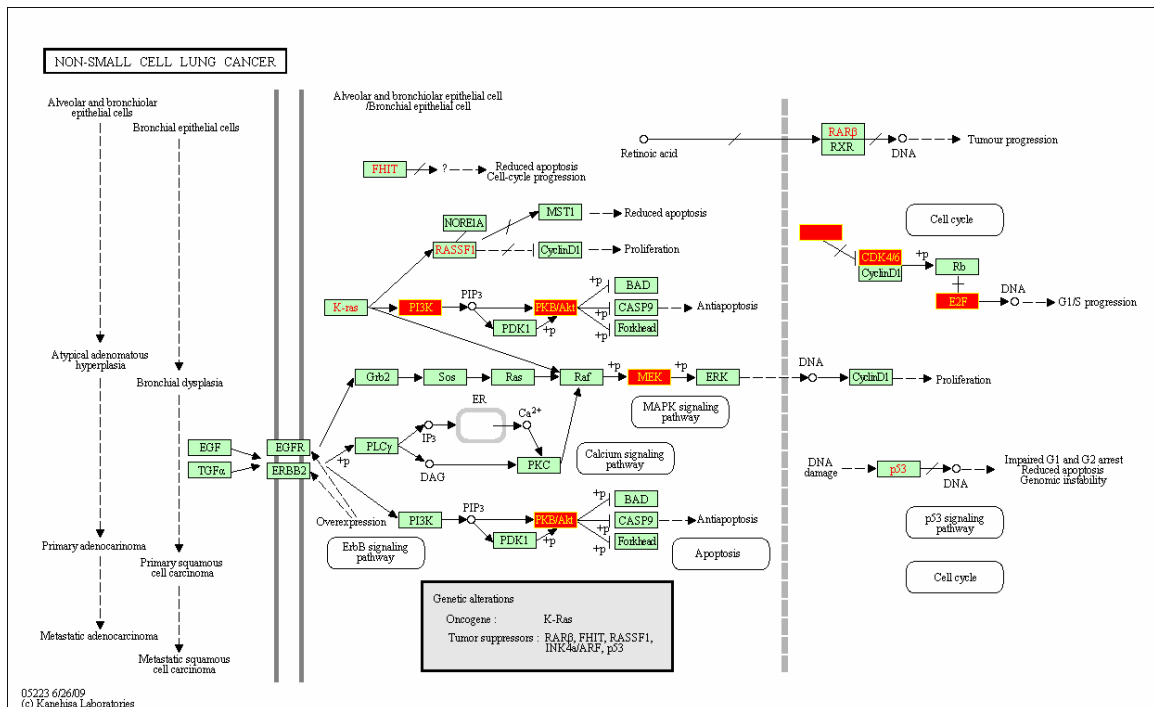 NON-SMALL CELL LUNG CANCER
Alveolar and bronchiolar
epithelial cells
Bronchial epithelial cells
Atypical adenomatous
hyperplasia
Bronchial dysplasia
Primary adenocarinoma
Primary squamous
cell carcinoma
Metastatic adenocarcinoma
Metastatic squamous
cell carcinoma
Alveolar and bronchiolar epithelial cell
/Bronchial epithelial cell
Retinoic acid
RARβ
RXR
DNA
Tumour progression
FHIT
?
Reduced apoptosis
Cell-cycle progression
NORE1A
MST1
Reduced apoptosis
RASSF1
CyclinD1
Proliferation
Cell cycle
CDK4/6
CyclinD1
+p
Rb
E2F
DNA
G1/S progression
K-ras
PI3K
PIP3
PKB/Akt
PDK1
+p
+p
+p
+p
BAD
CASP9
Forkhead
Antiapoptosis
Grb2
Sos
Ras
Raf
+p
MEK
+p
ERK
DNA
CyclinD1
Proliferation
MAPK signaling
pathway
EGF
TGFα
EGFR
ERBB2
+p
PLCγ
IP3
ER
Ca2+
DAG
PKC
Calcium signaling
pathway
DNA
damage
p53
DNA
Impaired G1 and G2 arrest
Reduced apoptosis
Genomic instability
Overexpression
PI3K
PIP3
PKB/Akt
PDK1
+p
+p
+p
+p
BAD
CASP9
Forkhead
Antiapoptosis
ErbB signaling
pathway
Apoptosis
p53 signaling
pathway
Cell cycle
Genetic alterations
Oncogene : K-Ras
Tumor suppressors : RARβ, FHIT, RASSF1,
INK4a/ARF, p53
05223 6/26/09
(c) Kanehisa Laboratories